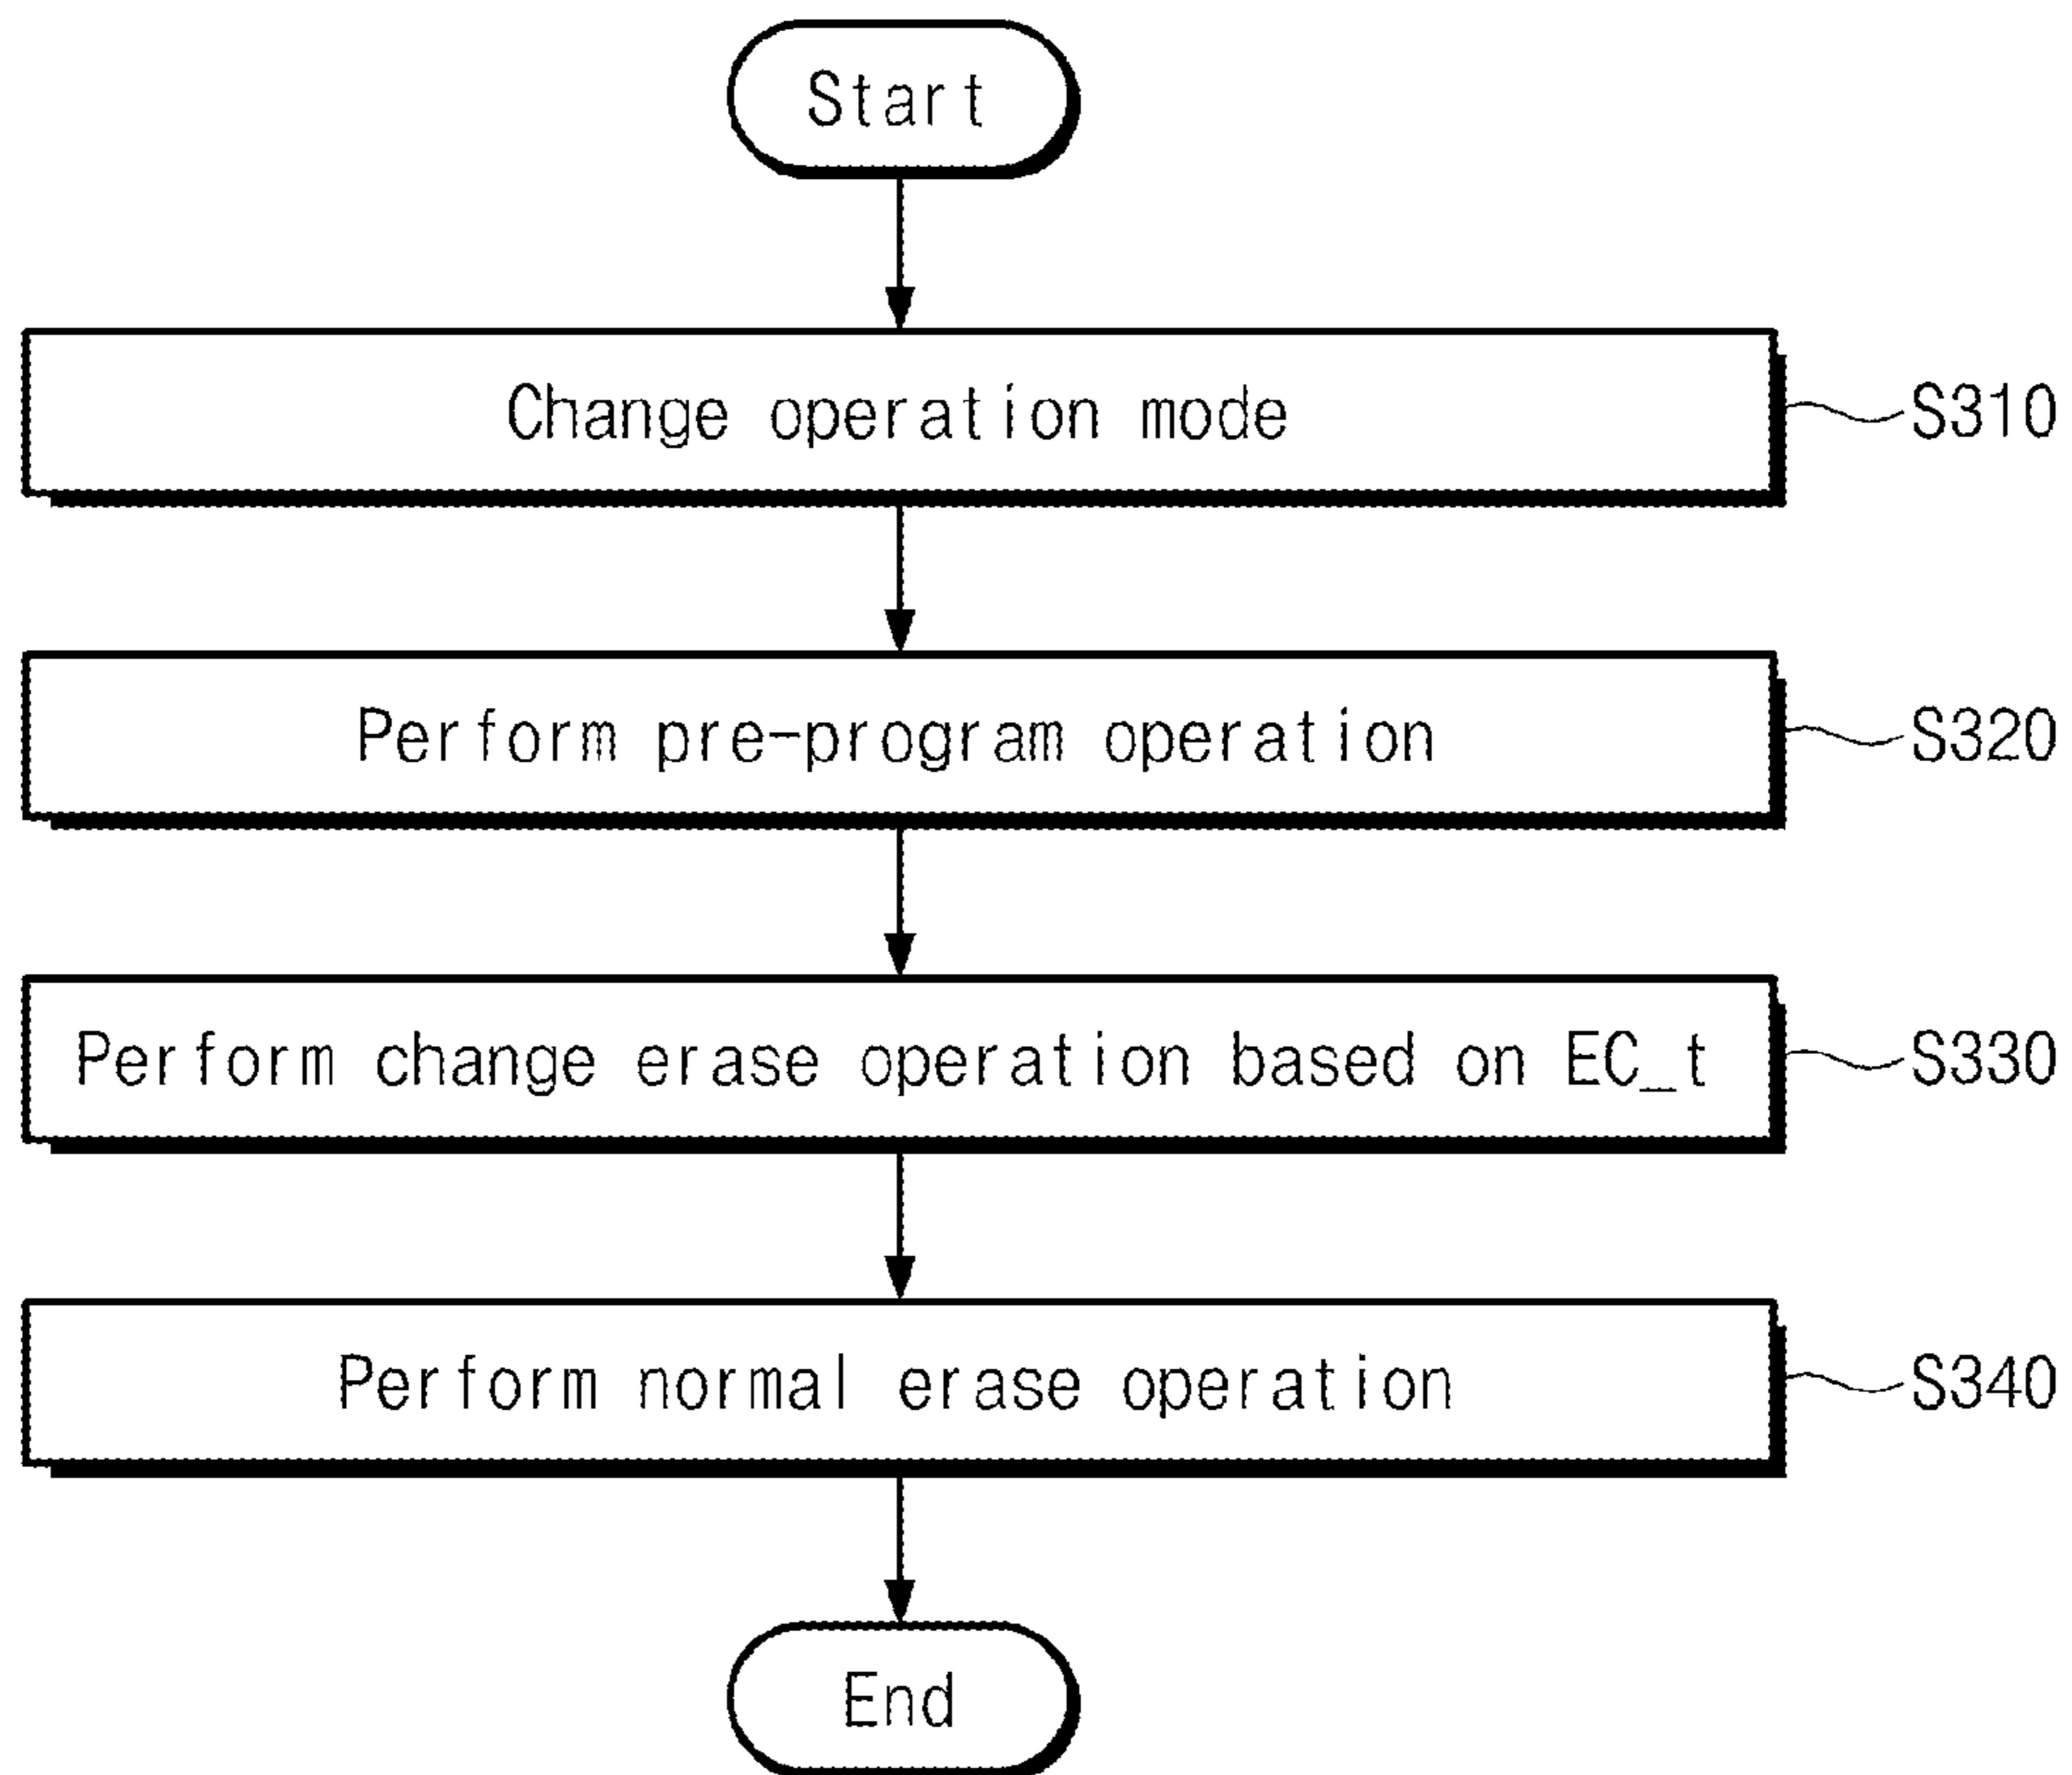 Start
Change operation mode
S310
Perform pre-program operation
S320
Perform change erase operation based on EC_t
S330
Perform normal erase operation
S340
End